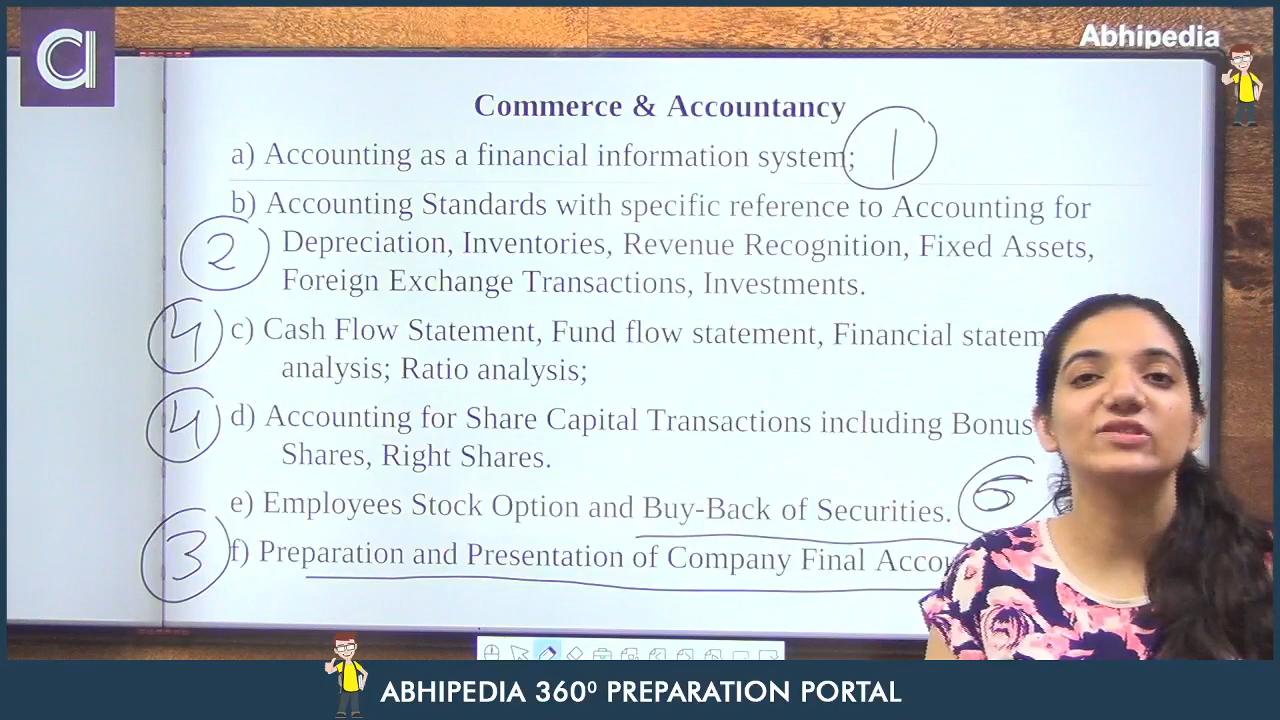 a
Abhipedia
Commerce & Accountancy
a) Accounting as a financial information system;
1
b) Accounting Standards with specific reference to Accounting for
2
Depreciation, Inventories, Revenue Recognition, Fixed Assets,
Foreign Exchange Transactions, Investments.
4
c) Cash Flow Statement, Fund flow statement, Financial statem
analysis; Ratio analysis;
4
d) Accounting for Share Capital Transactions including Bonus
Shares, Right Shares.
e) Employees Stock Option and Buy-Back of Securities.
5
3
f) Preparation and Presentation of Company Final Accou
ABHIPEDIA 360⁰ PREPARATION PORTAL